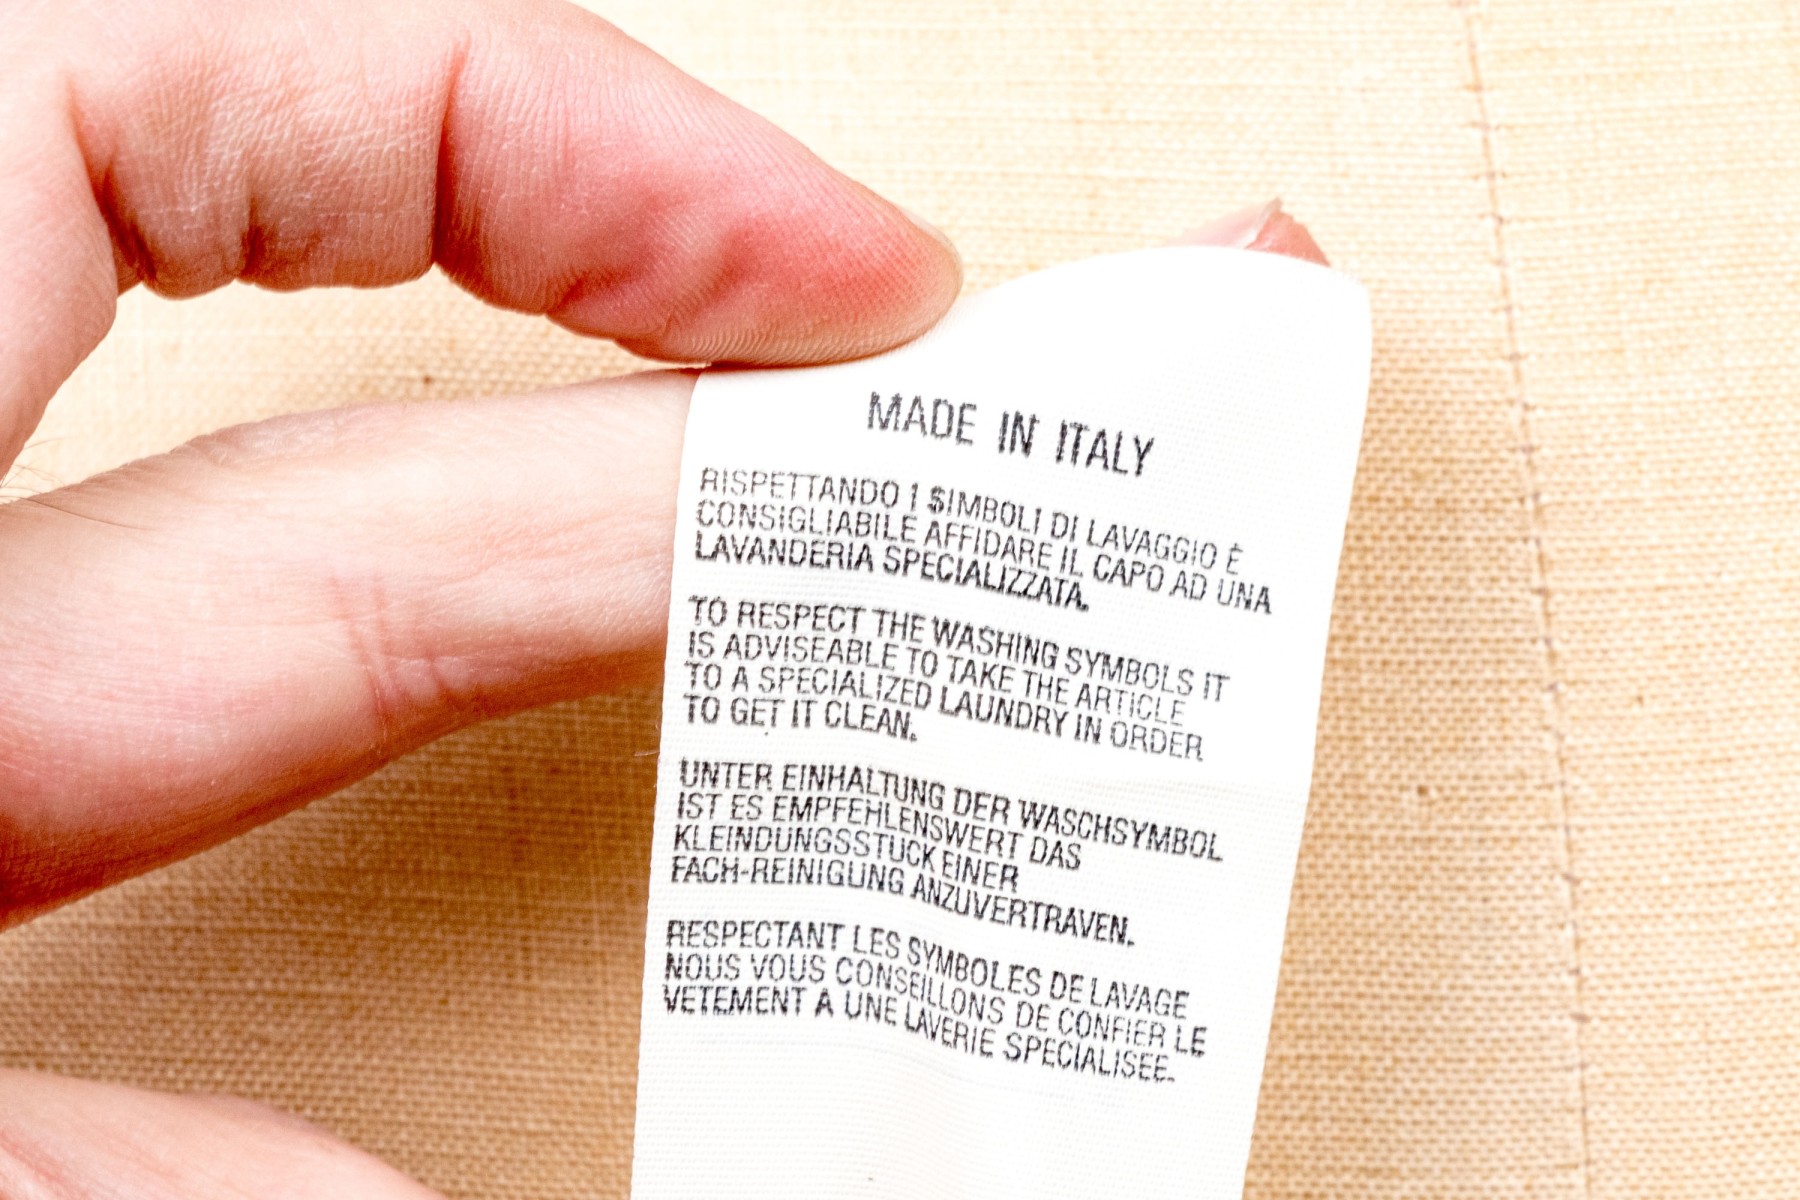 MADE IN ITALY
RISPETTANDO I SIMBOLI DI LAVAGGIO È
CONSIGLIABILE AFFIDARE IL CAPO AD UNA
LAVANDERIA SPECIALIZZATA.
TO RESPECT THE WASHING SYMBOLS IT
IS ADVISEABLE TO TAKE THE ARTICLE
TO A SPECIALIZED LAUNDRY IN ORDER
TO GET IT CLEAN.
UNTER EINHALTUNG DER WASCHSYMBOL
IST ES EMPFEHLENSWERT DAS
KLEINDUNGSSTUCK EINER
FACH-REINIGUNG ANZUVERTRAVEN.
RESPECTANT LES SYMBOLES DE LAVAGE
NOUS VOUS CONSEILLONS DE CONFIER LE
VETEMENT A UNE LAVERIE SPECIALISEE.